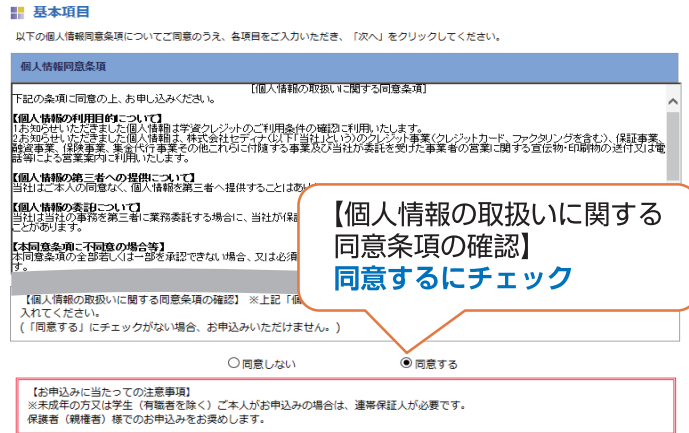 基本項目
以下の個人情報同意条項についてご同意のうえ、各項目をご入力いただき、「次へ」をクリックしてください。
個人情報同意条項
[個人情報の取扱いに関する同意条項]
下記の条項に同意の上、お申し込みください。
【個人情報の利用目的について】
1.お知らせいただきました個人情報は学資クレジットのご利用条件の確認に利用いたします。
2.お知らせいただきました個人情報は、株式会社セディナ(以下「当社」という)のクレジット事業(クレジットカード、ファクタリングを含む)、保証事業、
融資事業、保険事業、集金代行事業その他これらに付随する事業及び当社が委託を受けた事業者の営業に関する宣伝物・印刷物の送付又は電
話等による営業案内に利用いたします。
【個人情報の第三者への提供について】
当社はご本人の同意なく、個人情報を第三者へ提供することはあ
【個人情報の委託について】
当社は当社の事務を第三者に業務委託する場合に、当社が保
ことがあります。
【本同意条項に不同意の場合等】
本同意条項の全部若しくは一部を承認できない場合、又は必須
す。
【個人情報の取扱いに関する
同意条項の確認】
同意するにチェック
【個人情報の取扱いに関する同意条項の確認】 ※上記「個
入れてください。
(「同意する」にチェックがない場合、お申込みいただけません。)
同意しない 同意する
【お申込みに当たっての注意事項】
※未成年の方又は学生（有職者を除く）ご本人がお申込みの場合は、連帯保証人が必要です。
保護者（親権者）様でのお申込みをお奨めします。